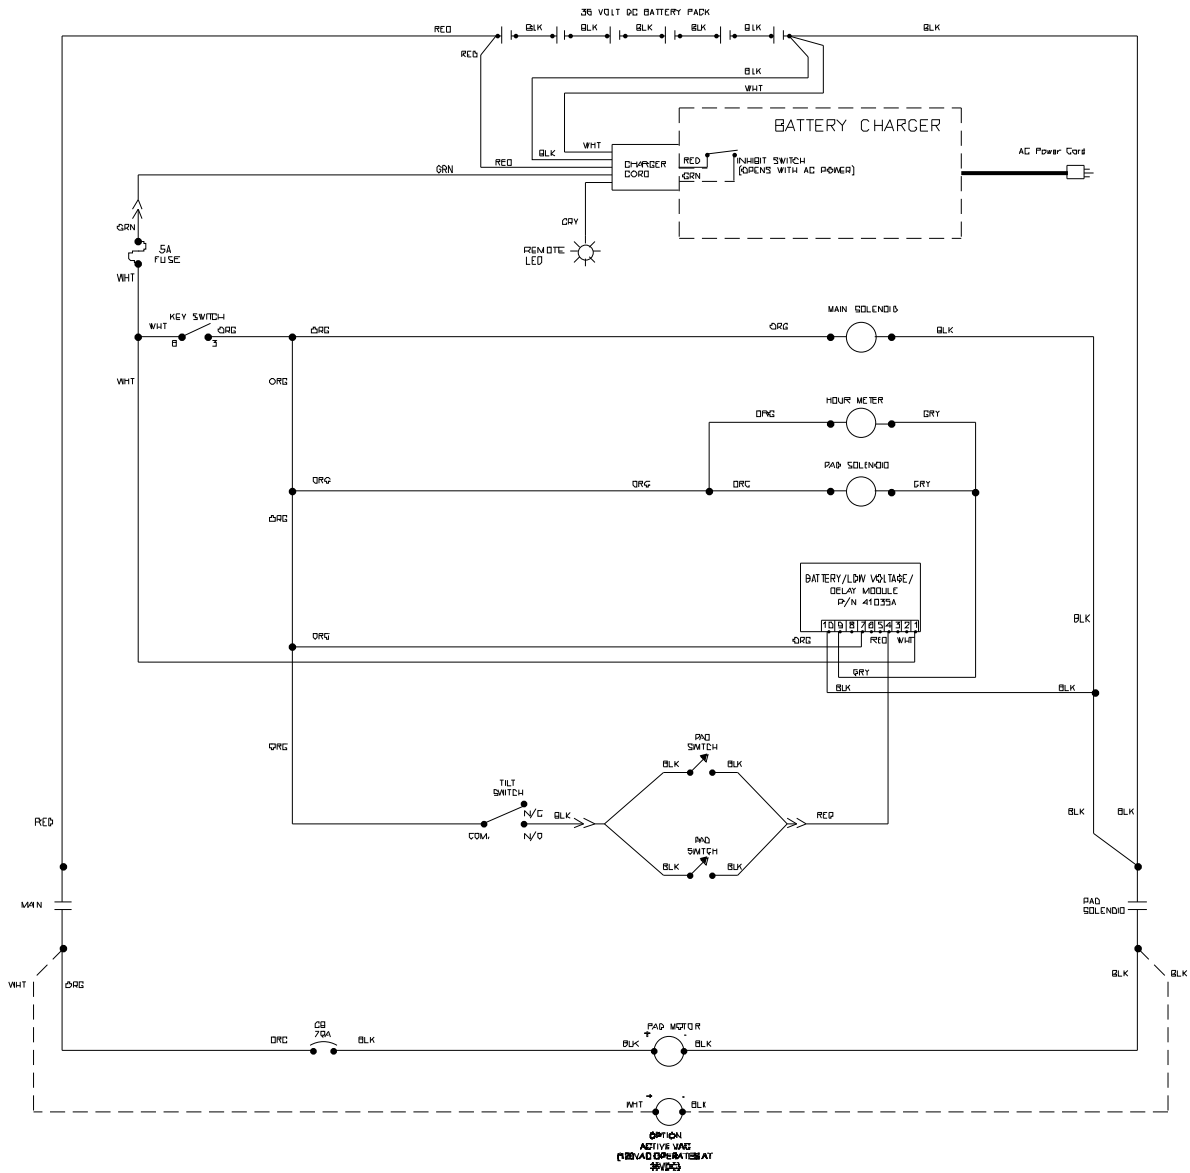 36 VOLT DC BATTERY PACK
RED BLK BLK BLK BLK BLK BLK
RED
BLK
WHT
BATTERY CHARGER
WHT
BLK
RED
GRN
CHARGER
CORD
RED
GRN
INHIBIT SWITCH
(OPENS WITH AC POWER)
AC Power Cord
GRN
5A
FUSE
WHT
GRY
REMOTE
LED
KEY SWITCH
WHT ORG
8 3
ORG
ORG
MAIN SOLENOID
BLK
WHT
ORG
HOUR METER
ORG GRY
PAD SOLENOID
ORG
ORG ORG GRY
ORG
BATTERY/LOW VOLTAGE/
DELAY MODULE
P/N 41035A
10 9 8 7 6 5 4 3 2 1
ORG
ORG RED WHT
GRY
BLK BLK
BLK
ORG
PAD
SWITCH
BLK BLK
TILT
SWITCH
N/C
COM. N/O
BLK
RED
PAD
SWITCH
BLK BLK
RED
BLK BLK
MAIN
PAD
SOLENOID
WHT ORG
BLK BLK
CB
70A
ORG BLK
PAD MOTOR
+ -
BLK BLK
+ -
WHT BLK
OPTION
ACTIVE VAC